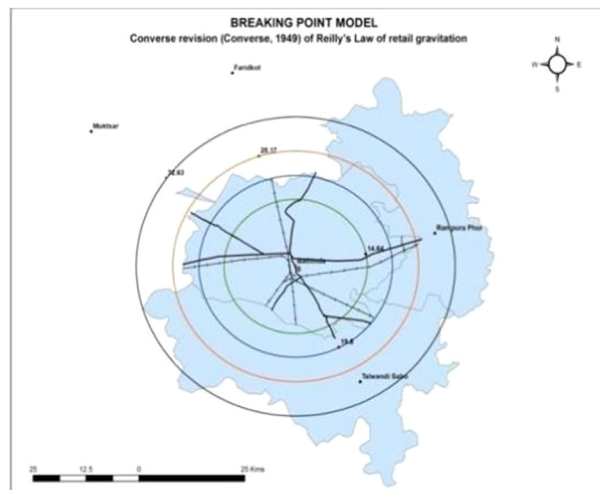 BREAKING POINT MODEL
Converse revision (Converse, 1949) of Reilly's Law of retail gravitation
N
W E
S
Faridkot
Muktsar
25.17
32.63
Rampura Phul
14.84
Bathinda
19.8
Talwandi Sabo
25 12.5 0 25 Kms